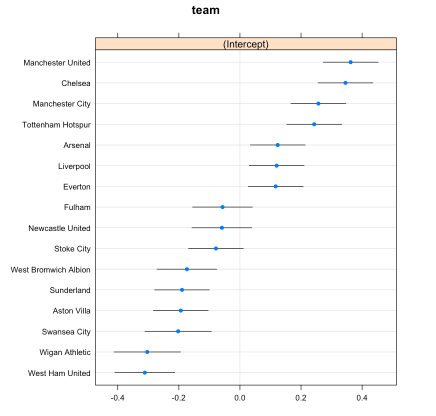 team
(Intercept)
Manchester United
Chelsea
Manchester City
Tottenham Hotspur
Arsenal
Liverpool
Everton
Fulham
Newcastle United
Stoke City
West Bromwich Albion
Sunderland
Aston Villa
Swansea City
Wigan Athletic
West Ham United
-0.4 -0.2 0.0 0.2 0.4